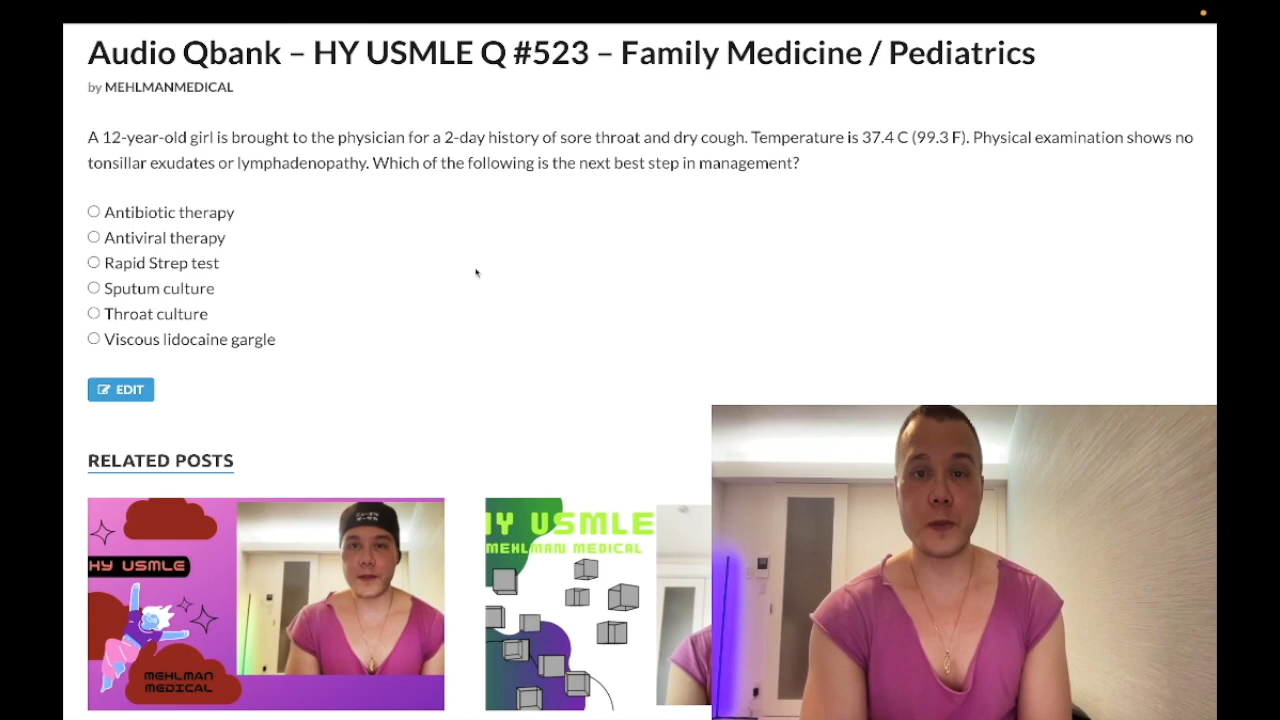 Audio Qbank – HY USMLE Q #523 – Family Medicine / Pediatrics
by MEHLMANMEDICAL
A 12-year-old girl is brought to the physician for a 2-day history of sore throat and dry cough. Temperature is 37.4 C (99.3 F). Physical examination shows no
tonsillar exudates or lymphadenopathy. Which of the following is the next best step in management?
Antibiotic therapy
Antiviral therapy
Rapid Strep test
Sputum culture
Throat culture
Viscous lidocaine gargle
EDIT
RELATED POSTS
HY USMLE
MEHLMAN
MEDICAL
HY USMLE
MEHLMAN MEDICAL